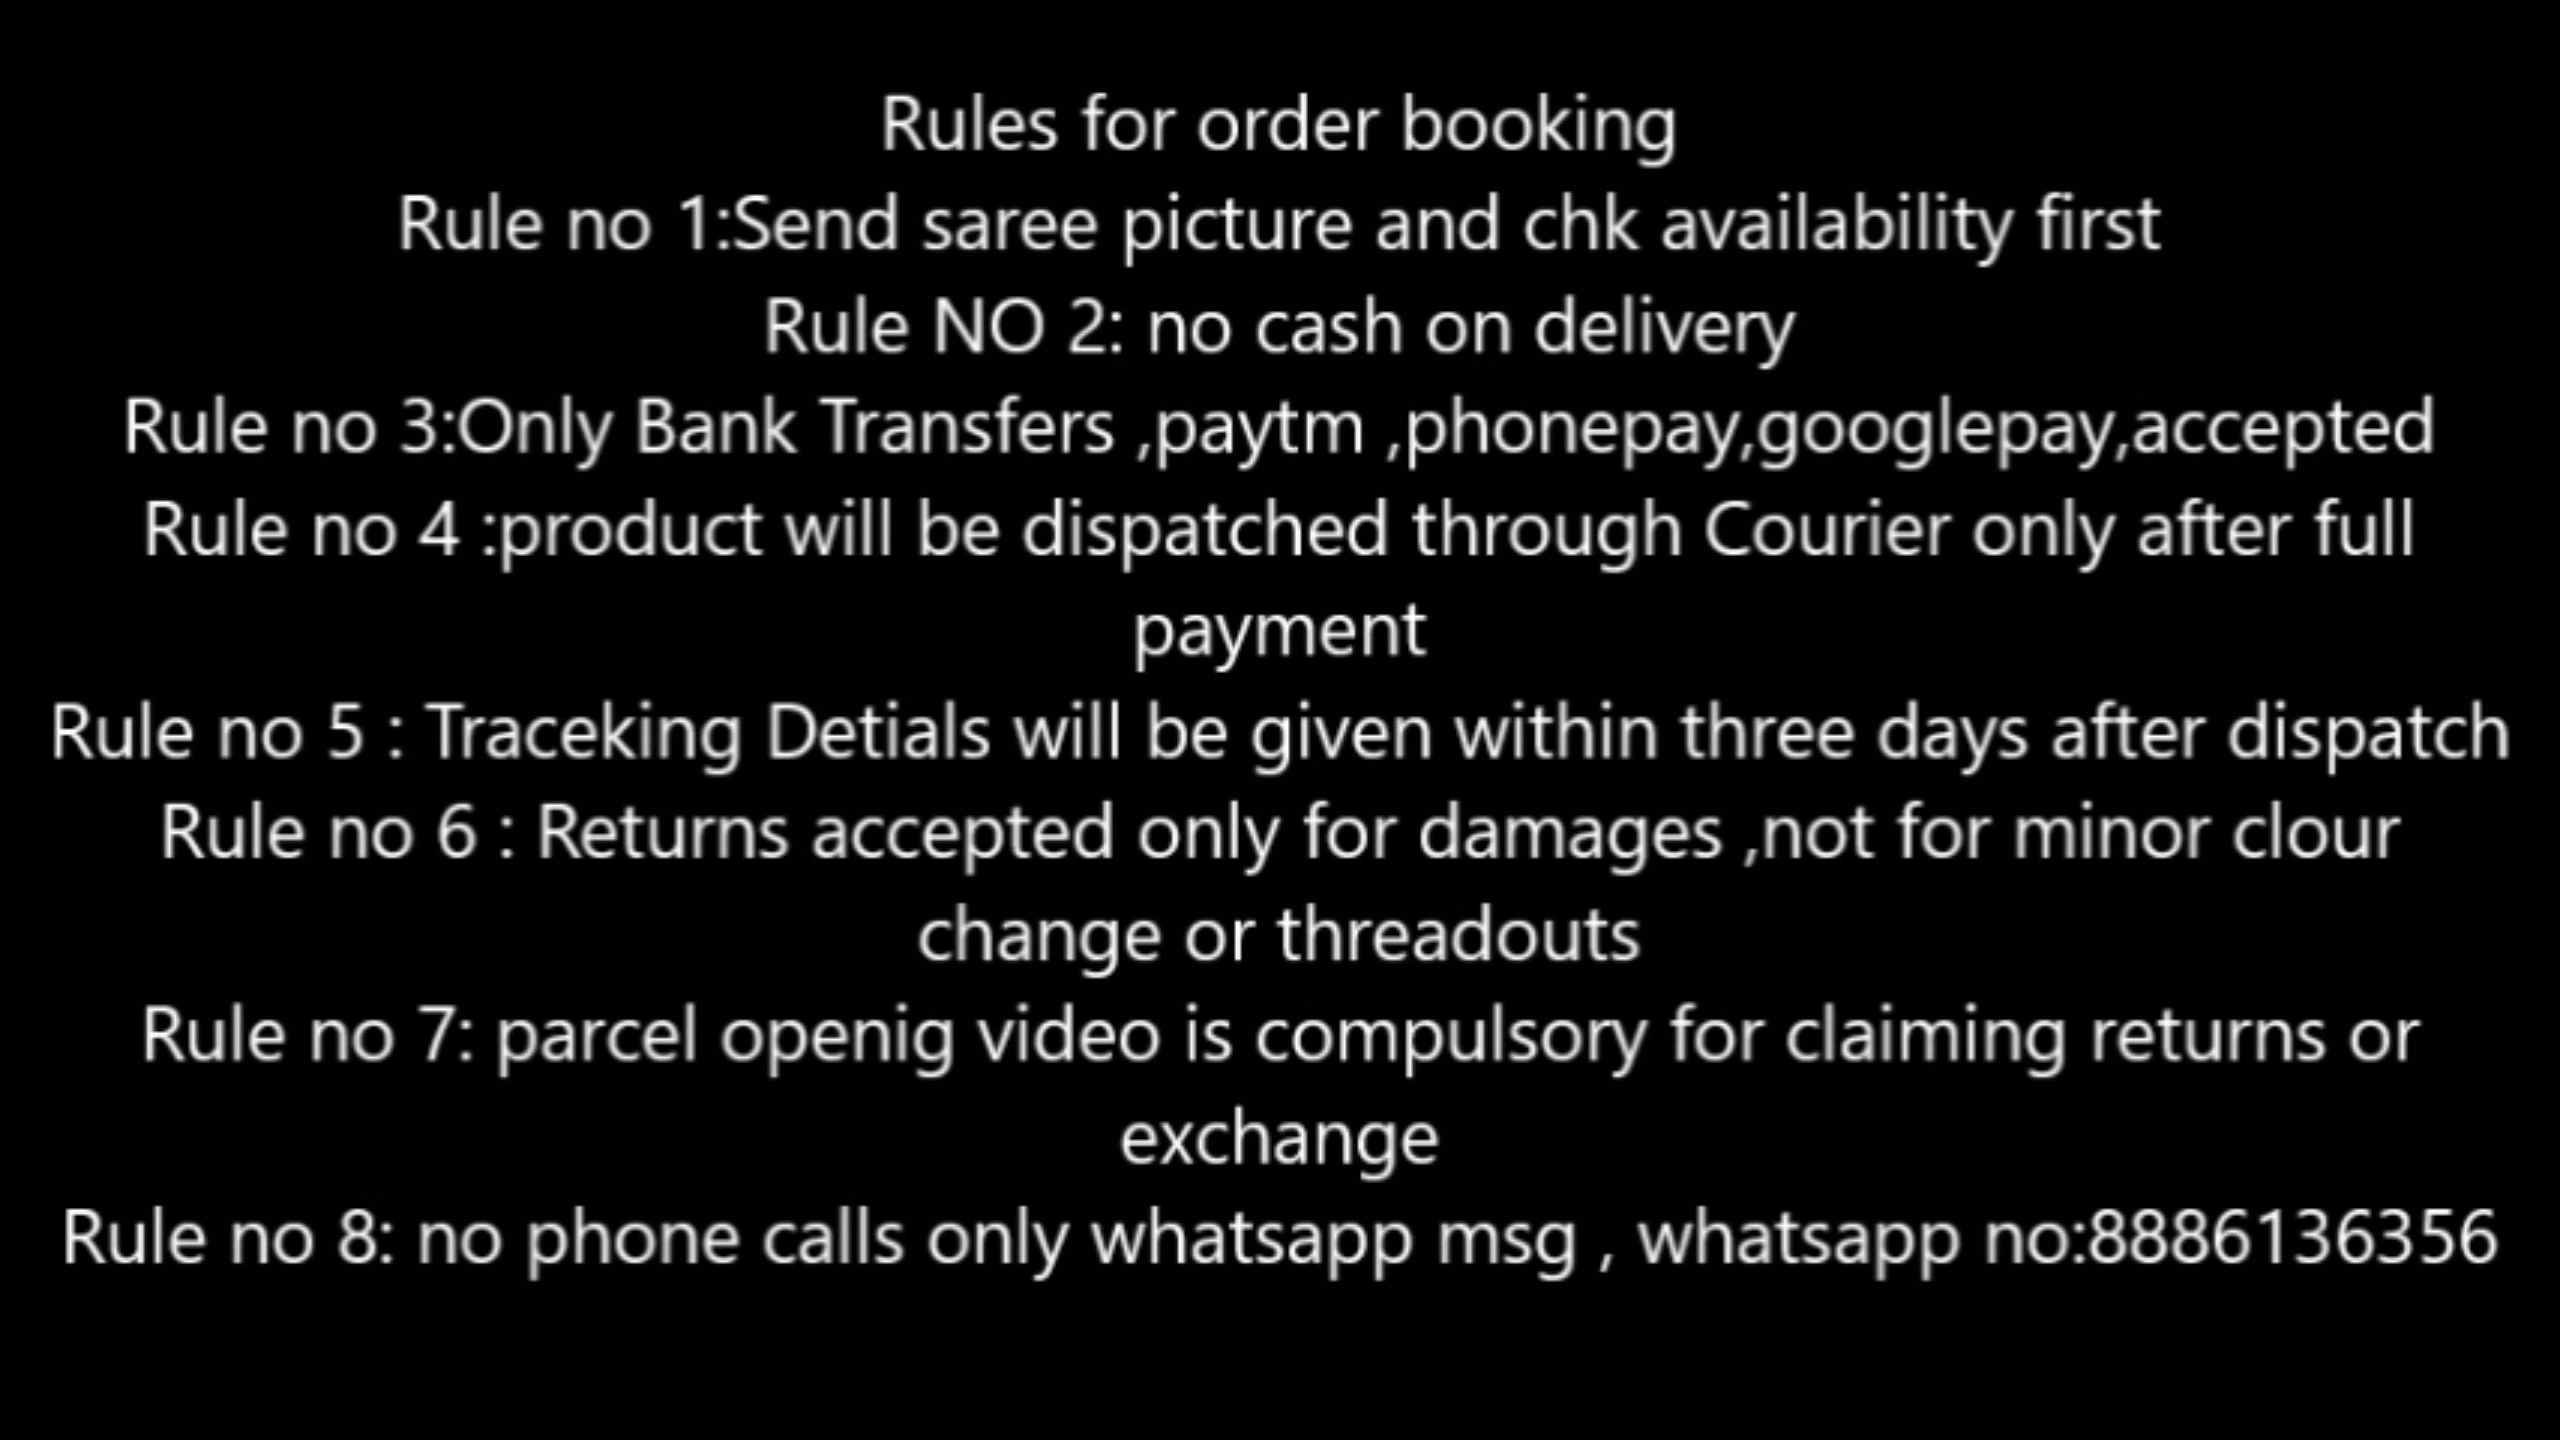 Rules for order booking
Rule no 1:Send saree picture and chk availability first
Rule NO 2: no cash on delivery
Rule no 3:Only Bank Transfers ,paytm ,phonepay,googlepay,accepted
Rule no 4 :product will be dispatched through Courier only after full
payment
Rule no 5 : Traceking Detials will be given within three days after dispatch
Rule no 6 : Returns accepted only for damages ,not for minor clour
change or threadouts
Rule no 7: parcel openig video is compulsory for claiming returns or
exchange
Rule no 8: no phone calls only whatsapp msg , whatsapp no:8886136356